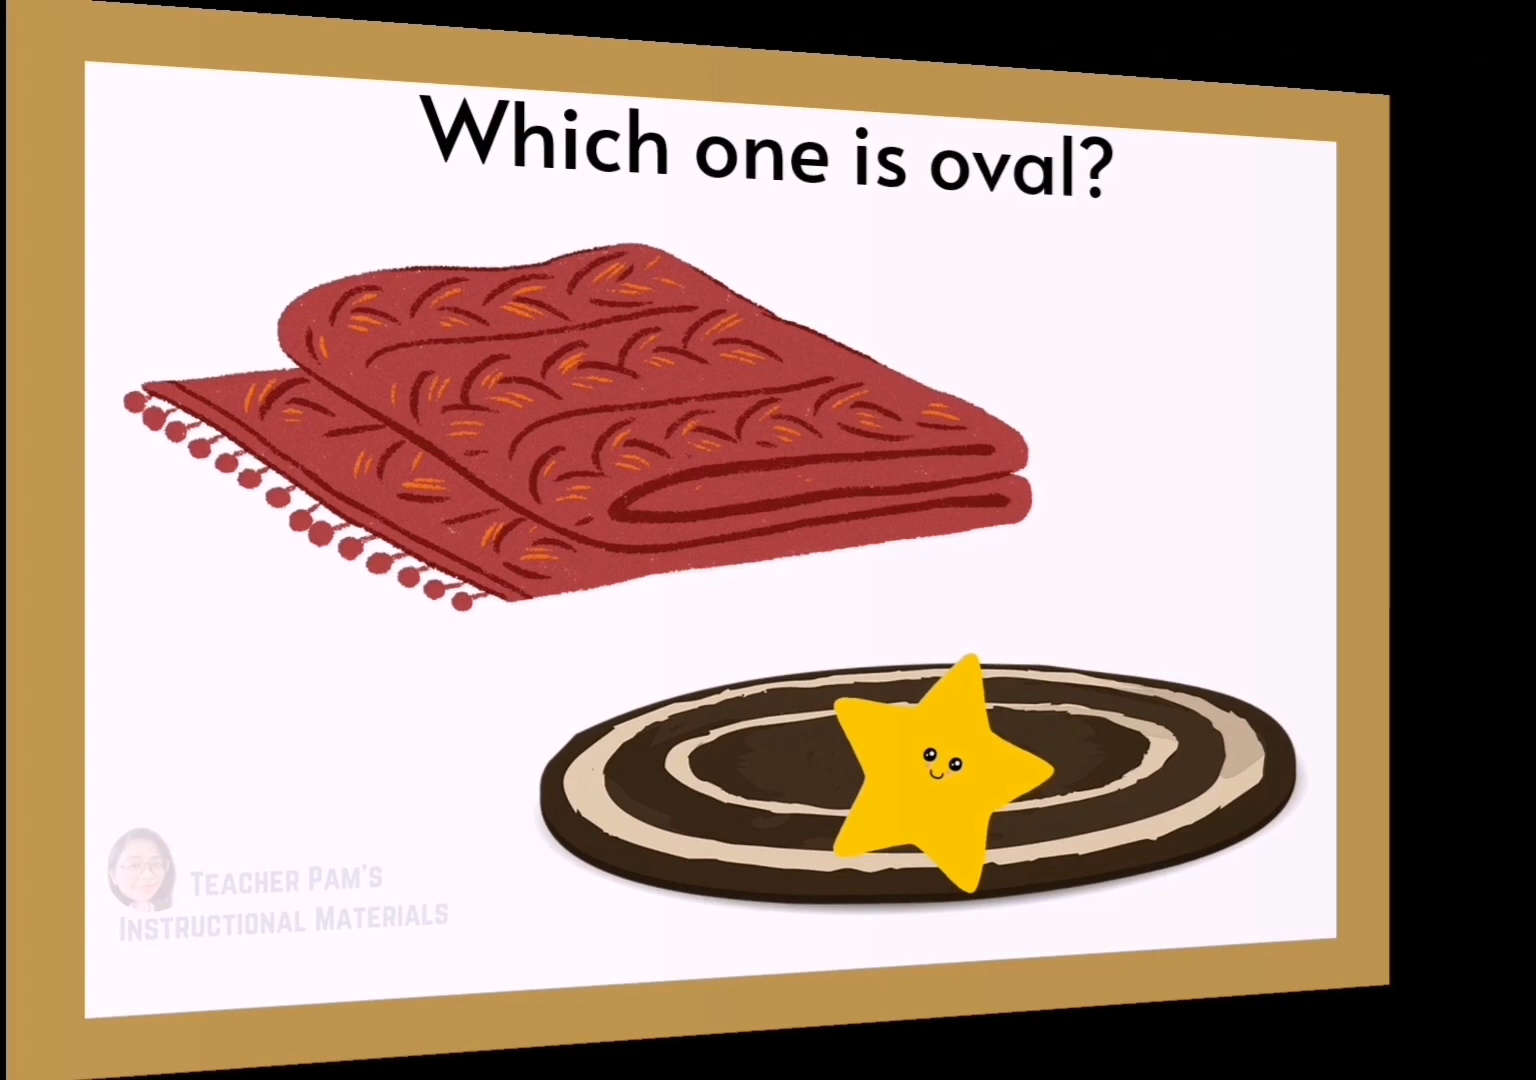 Which one is oval?
TEACHER PAM'S
INSTRUCTIONAL MATERIALS